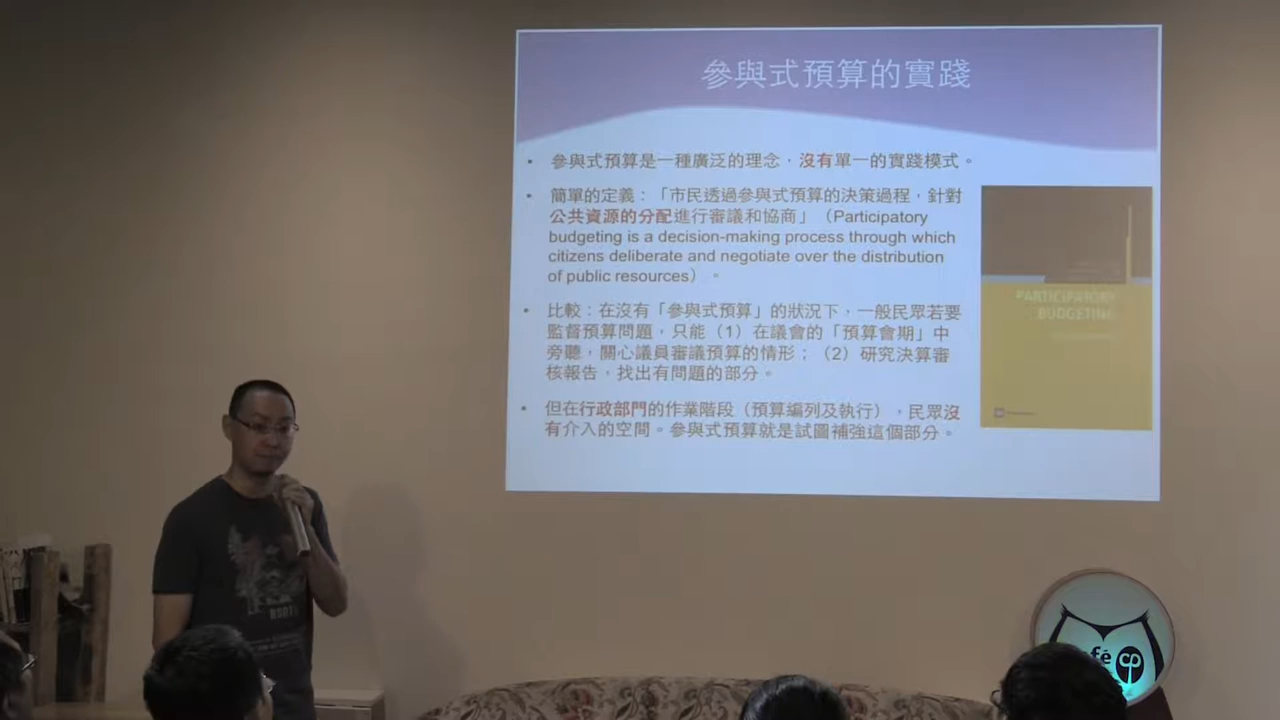 參與式預算的實踐
• 參與式預算是一種廣泛的理念，沒有單一的實踐模式。
• 簡單的定義：「市民透過參與式預算的決策過程，針對
公共資源的分配進行審議和協商」（Participatory
budgeting is a decision-making process through which
citizens deliberate and negotiate over the distribution
of public resources）。
• 比較：在沒有「參與式預算」的狀況下，一般民眾若要
監督預算問題，只能（1）在議會的「預算會期」中
旁聽，關心議員審議預算的情形；（2）研究決算審
核報告，找出有問題的部分。
• 但在行政部門的作業階段（預算編列及執行），民眾沒
有介入的空間。參與式預算就是試圖補強這個部分。
PARTICIPATORY
BUDGETING
fé